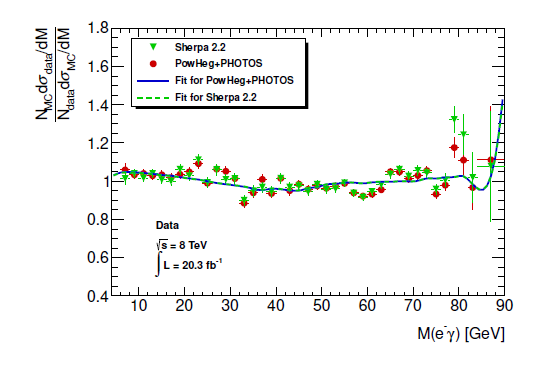 N_MC dσ_data/dM
N_data dσ_MC/dM
1.8
1.6
1.4
1.2
1
0.8
0.6
0.4
Sherpa 2.2
PowHeg+PHOTOS
Fit for PowHeg+PHOTOS
Fit for Sherpa 2.2
Data
√s = 8 TeV
∫ L = 20.3 fb⁻¹
10 20 30 40 50 60 70 80 90
M(e⁻γ) [GeV]